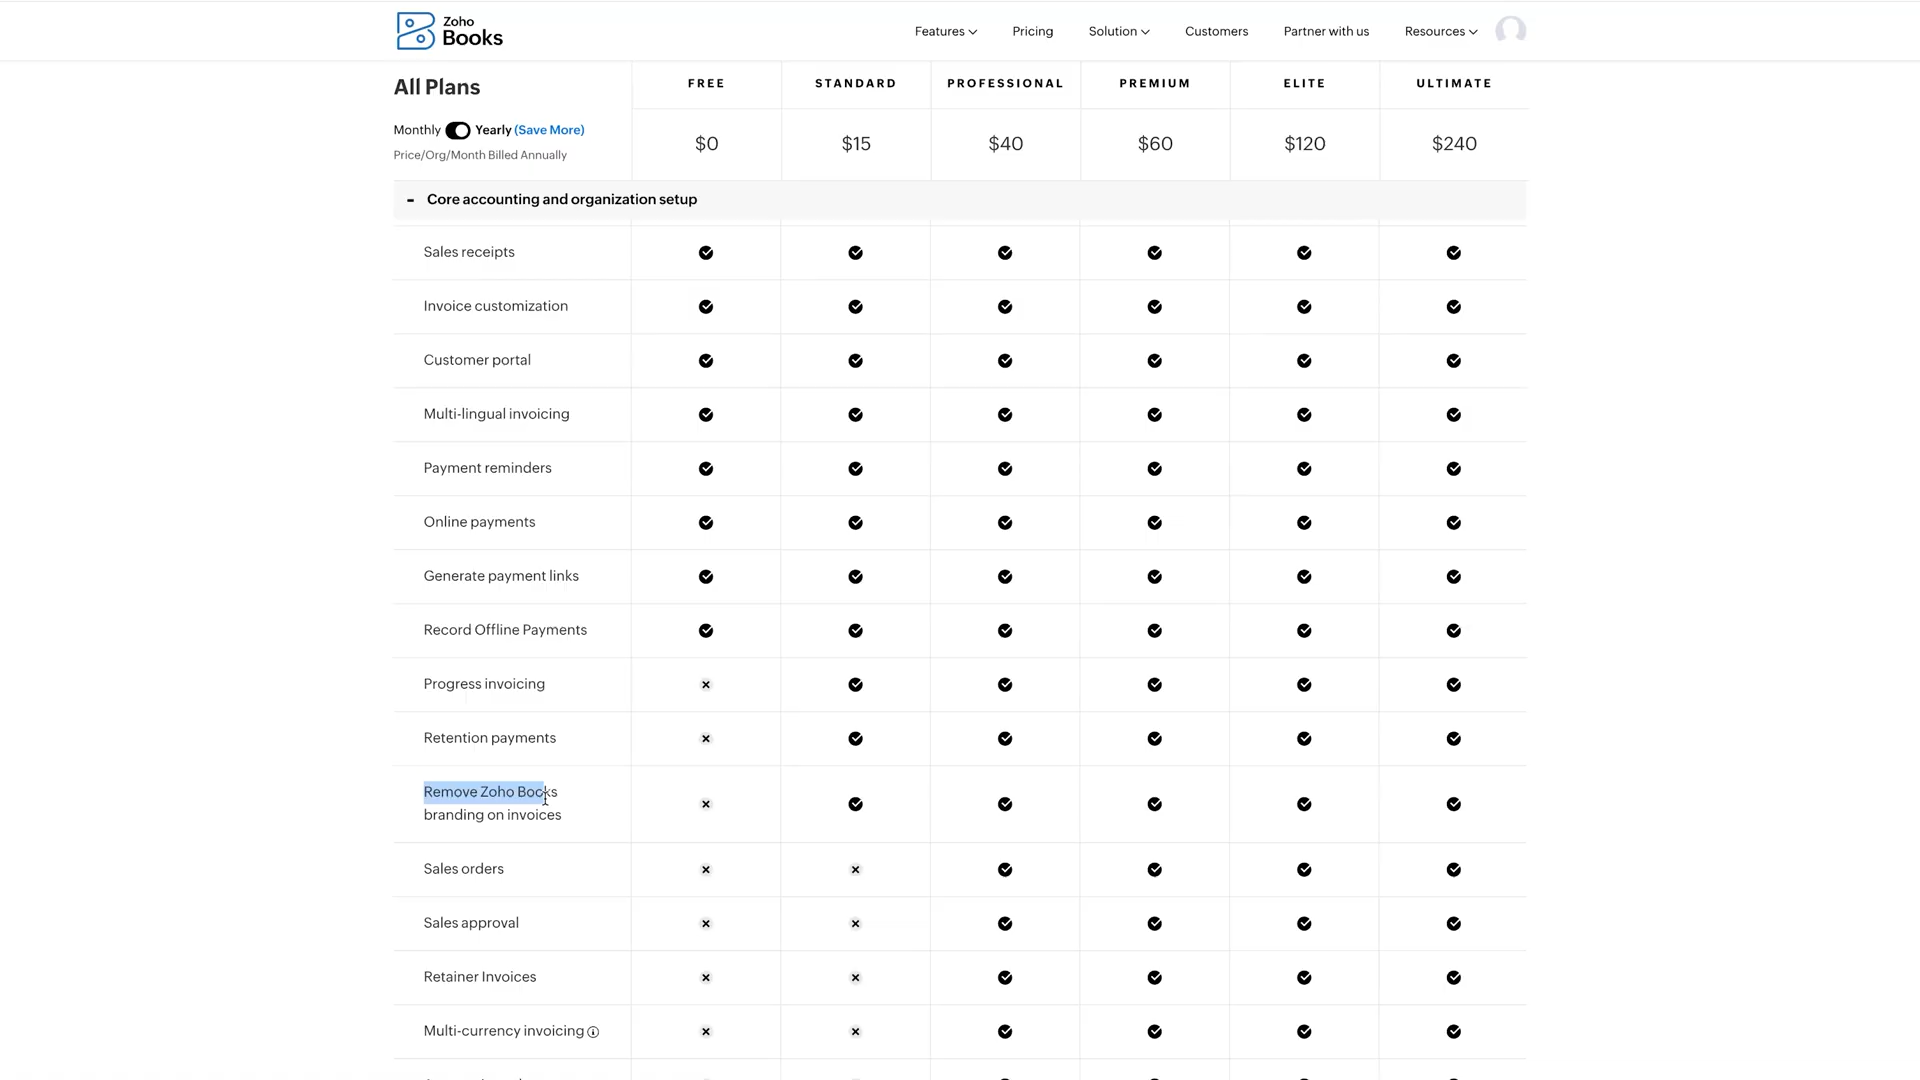 Zoho
Books
Features
Pricing
Solution
Customers
Partner with us
Resources
All Plans
FREE
STANDARD
PROFESSIONAL
PREMIUM
ELITE
ULTIMATE
Monthly
Yearly (Save More)
Price/Org/Month Billed Annually
$0
$15
$40
$60
$120
$240
- Core accounting and organization setup
Sales receipts
Invoice customization
Customer portal
Multi-lingual invoicing
Payment reminders
Online payments
Generate payment links
Record Offline Payments
Progress invoicing
Retention payments
Remove Zoho Books
branding on invoices
Sales orders
Sales approval
Retainer Invoices
Multi-currency invoicing